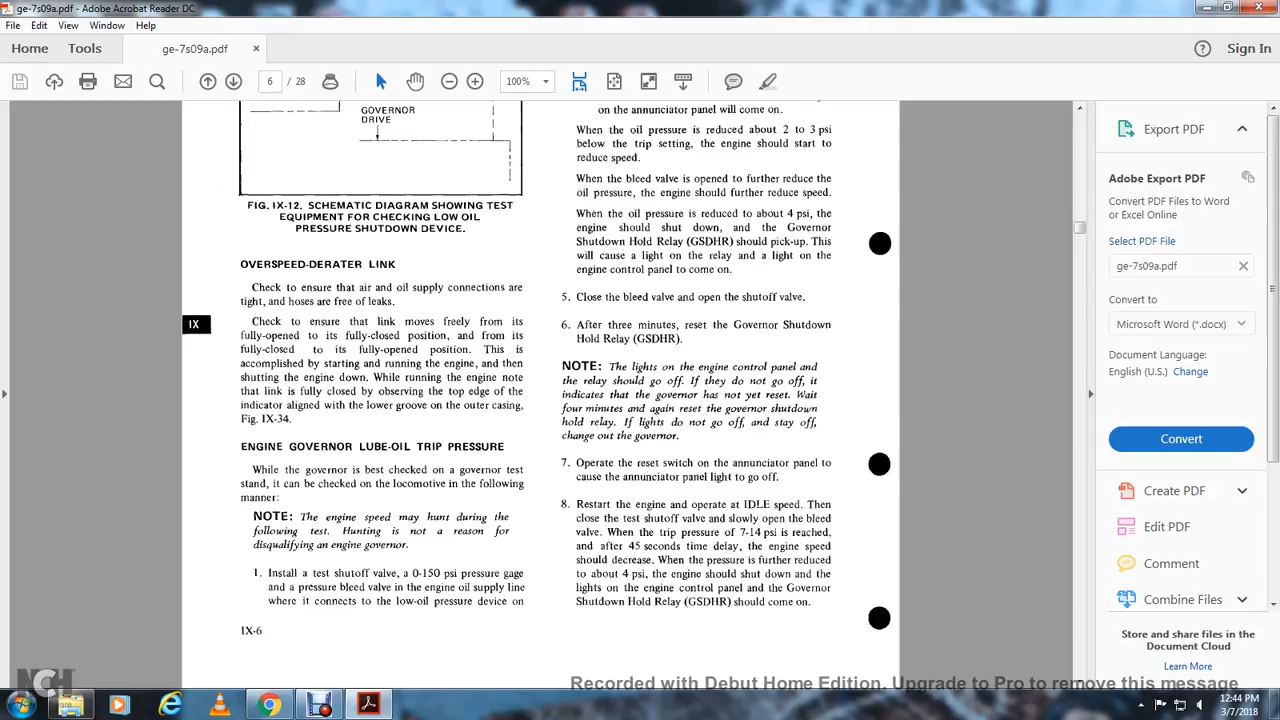 ge-7s09a.pdf - Adobe Acrobat Reader DC
File Edit View Window Help
Home Tools ge-7s09a.pdf × Sign In
6 / 28 100%
GOVERNOR
DRIVE
FIG. IX-12. SCHEMATIC DIAGRAM SHOWING TEST
EQUIPMENT FOR CHECKING LOW OIL
PRESSURE SHUTDOWN DEVICE.
OVERSPEED-DERATER LINK
Check to ensure that air and oil supply connections are
tight, and hoses are free of leaks.
IX
Check to ensure that link moves freely from its
fully-opened to its fully-closed position, and from its
fully-closed to its fully-opened position. This is
accomplished by starting and running the engine, and then
shutting the engine down. While running the engine note
that link is fully closed by observing the top edge of the
indicator aligned with the lower groove on the outer casing,
Fig. IX-34.
ENGINE GOVERNOR LUBE-OIL TRIP PRESSURE
While the governor is best checked on a governor test
stand, it can be checked on the locomotive in the following
manner:
NOTE: The engine speed may hunt during the
following test. Hunting is not a reason for
disqualifying an engine governor.
1. Install a test shutoff valve, a 0-150 psi pressure gage
and a pressure bleed valve in the engine oil supply line
where it connects to the low-oil pressure device on
IX-6
on the annunciator panel will come on.
When the oil pressure is reduced about 2 to 3 psi
below the trip setting, the engine should start to
reduce speed.
When the bleed valve is opened to further reduce the
oil pressure, the engine should further reduce speed.
When the oil pressure is reduced to about 4 psi, the
engine should shut down, and the Governor
Shutdown Hold Relay (GSDHR) should pick-up. This
will cause a light on the relay and a light on the
engine control panel to come on.
5. Close the bleed valve and open the shutoff valve.
6. After three minutes, reset the Governor Shutdown
Hold Relay (GSDHR).
NOTE: The lights on the engine control panel and
the relay should go off. If they do not go off, it
indicates that the governor has not yet reset. Wait
four minutes and again reset the governor shutdown
hold relay. If lights do not go off, and stay off,
change out the governor.
7. Operate the reset switch on the annunciator panel to
cause the annunciator panel light to go off.
8. Restart the engine and operate at IDLE speed. Then
close the test shutoff valve and slowly open the bleed
valve. When the trip pressure of 7-14 psi is reached,
and after 45 seconds time delay, the engine speed
should decrease. When the pressure is further reduced
to about 4 psi, the engine should shut down and the
lights on the engine control panel and the Governor
Shutdown Hold Relay (GSDHR) should come on.
Export PDF
Adobe Export PDF
Convert PDF Files to Word
or Excel Online
Select PDF File
ge-7s09a.pdf
Convert to
Microsoft Word (*.docx)
Document Language:
English (U.S.) Change
Convert
Create PDF
Edit PDF
Comment
Combine Files
Store and share files in the
Document Cloud
Learn More
NCH
Recorded with Debut Home Edition. Upgrade to Pro to remove this message
12:44 PM
3/7/2018